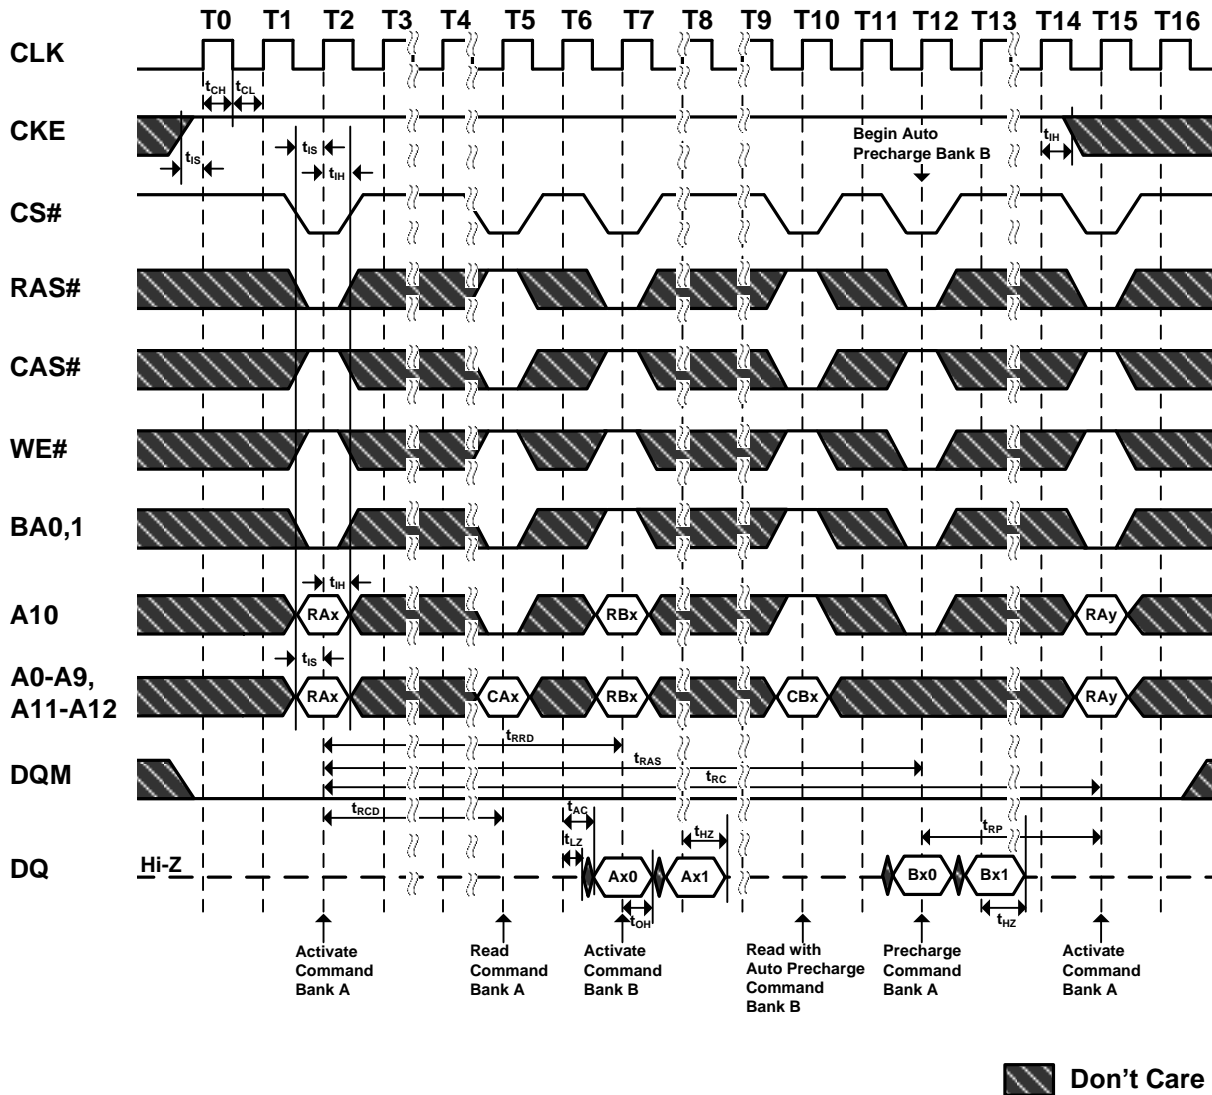 T0 T1 T2 T3 T4 T5 T6 T7 T8 T9 T10 T11 T12 T13 T14 T15 T16
CLK
tCH tCL
CKE
tIS
tIS
tIH
Begin Auto
Precharge Bank B
tIH
CS#
RAS#
CAS#
WE#
BA0,1
tIH
A10
RAx RBx RAy
tIS
A0-A9,
A11-A12
RAx CAx RBx CBx RAy
tRRD
tRAS
tRC
DQM
tRCD
tAC
tLZ
tHZ
tRP
DQ
Hi-Z
Ax0 Ax1 Bx0 Bx1
tOH
tHZ
Activate
Command
Bank A
Read
Command
Bank A
Activate
Command
Bank B
Read with
Auto Precharge
Command
Bank B
Precharge
Command
Bank A
Activate
Command
Bank A
Don't Care